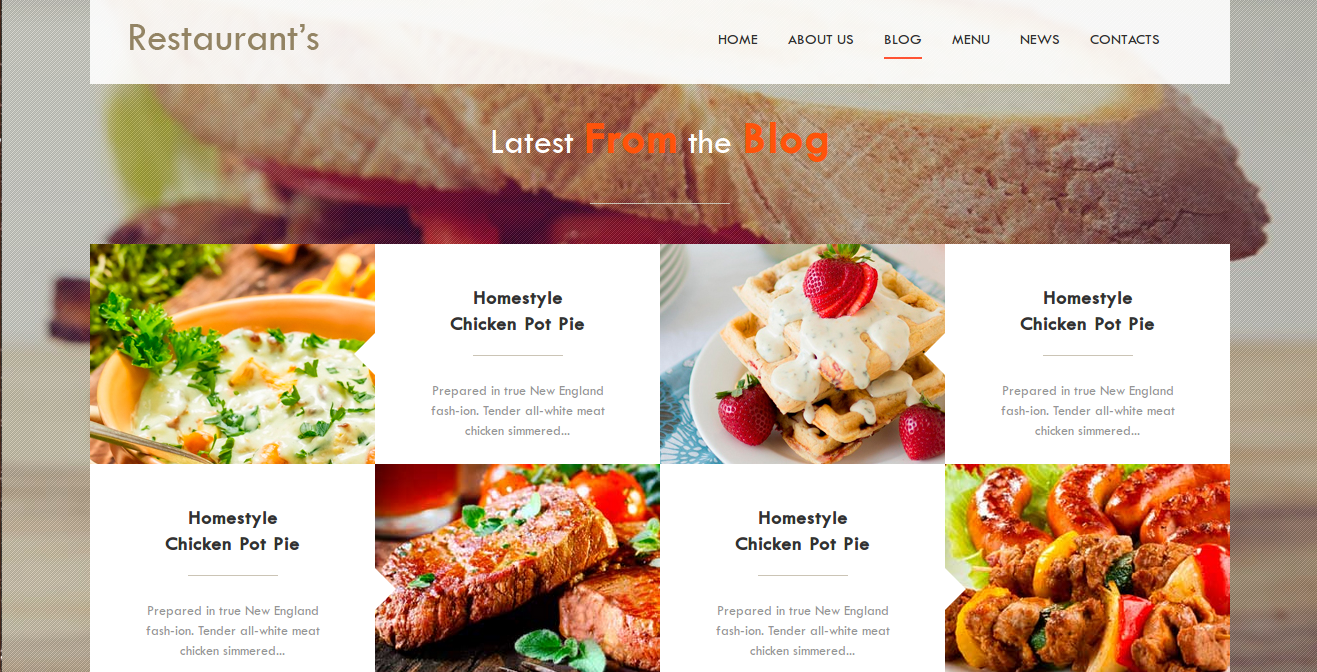 Restaurant’s
HOME ABOUT US BLOG MENU NEWS CONTACTS
Latest From the Blog
Homestyle
Chicken Pot Pie
Prepared in true New England
fash-ion. Tender all-white meat
chicken simmered...
Homestyle
Chicken Pot Pie
Prepared in true New England
fash-ion. Tender all-white meat
chicken simmered...
Homestyle
Chicken Pot Pie
Prepared in true New England
fash-ion. Tender all-white meat
chicken simmered...
Homestyle
Chicken Pot Pie
Prepared in true New England
fash-ion. Tender all-white meat
chicken simmered...